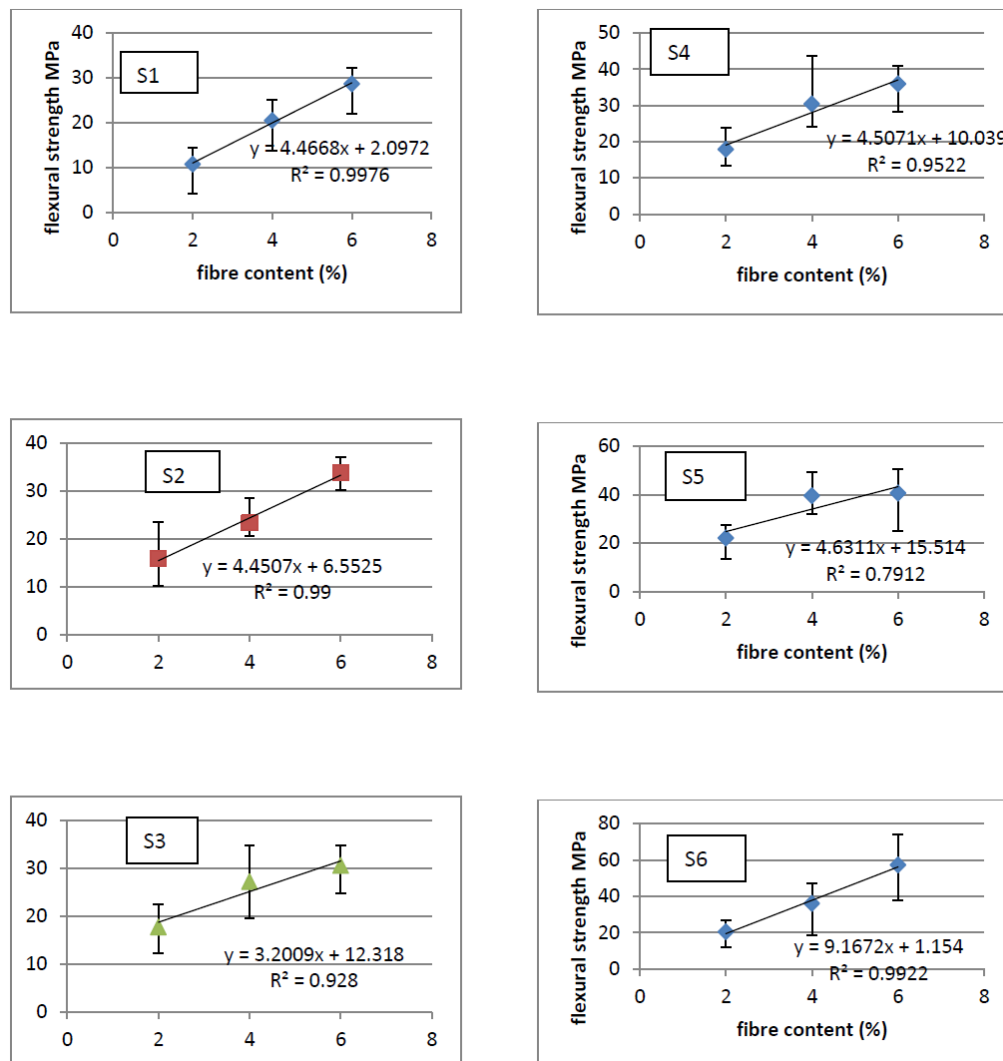 40
30
20
10
0
flexural strength MPa
S1
y = 4.4668x + 2.0972
R² = 0.9976
0 2 4 6 8
fibre content (%)
50
40
30
20
10
0
flexural strength MPa
S4
y = 4.5071x + 10.039
R² = 0.9522
0 2 4 6 8
fibre content (%)
40
30
20
10
0
S2
y = 4.4507x + 6.5525
R² = 0.99
0 2 4 6 8
60
40
20
0
flexural strength MPa
S5
y = 4.6311x + 15.514
R² = 0.7912
0 2 4 6 8
fibre content (%)
40
30
20
10
0
S3
y = 3.2009x + 12.318
R² = 0.928
0 2 4 6 8
80
60
40
20
0
flexural strength MPa
S6
y = 9.1672x + 1.154
R² = 0.9922
0 2 4 6 8
fibre content (%)